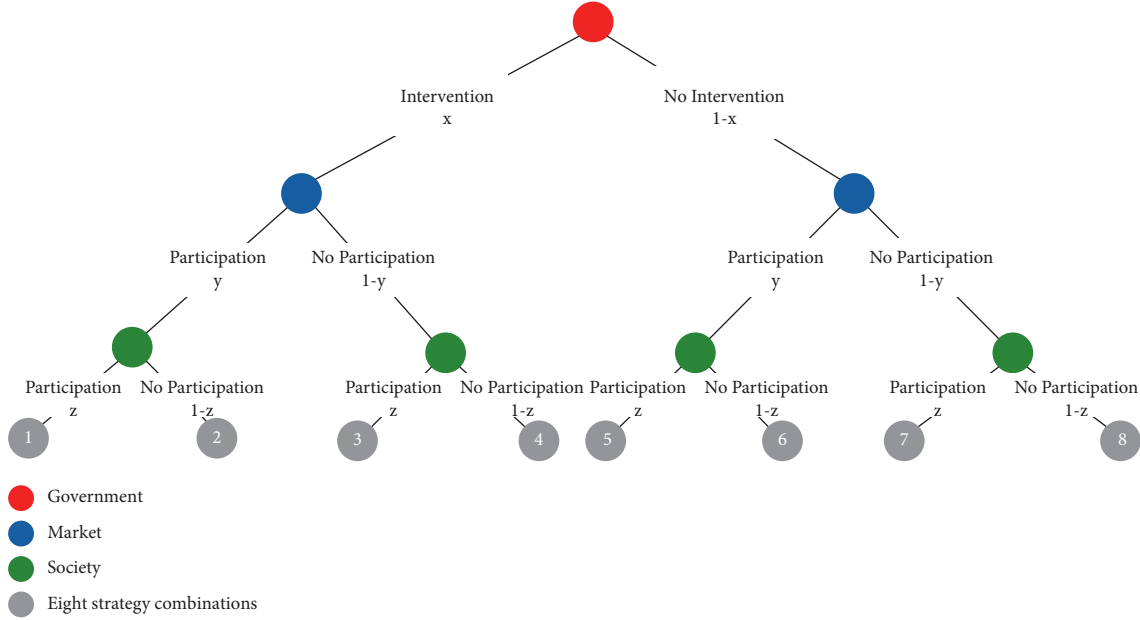 Intervention
x
No Intervention
1-x
Participation
y
No Participation
1-y
Participation
y
No Participation
1-y
Participation
z
No Participation
1-z
Participation
z
No Participation
1-z
Participation
z
No Participation
1-z
Participation
z
No Participation
1-z
1
2
3
4
5
6
7
8
Government
Market
Society
Eight strategy combinations